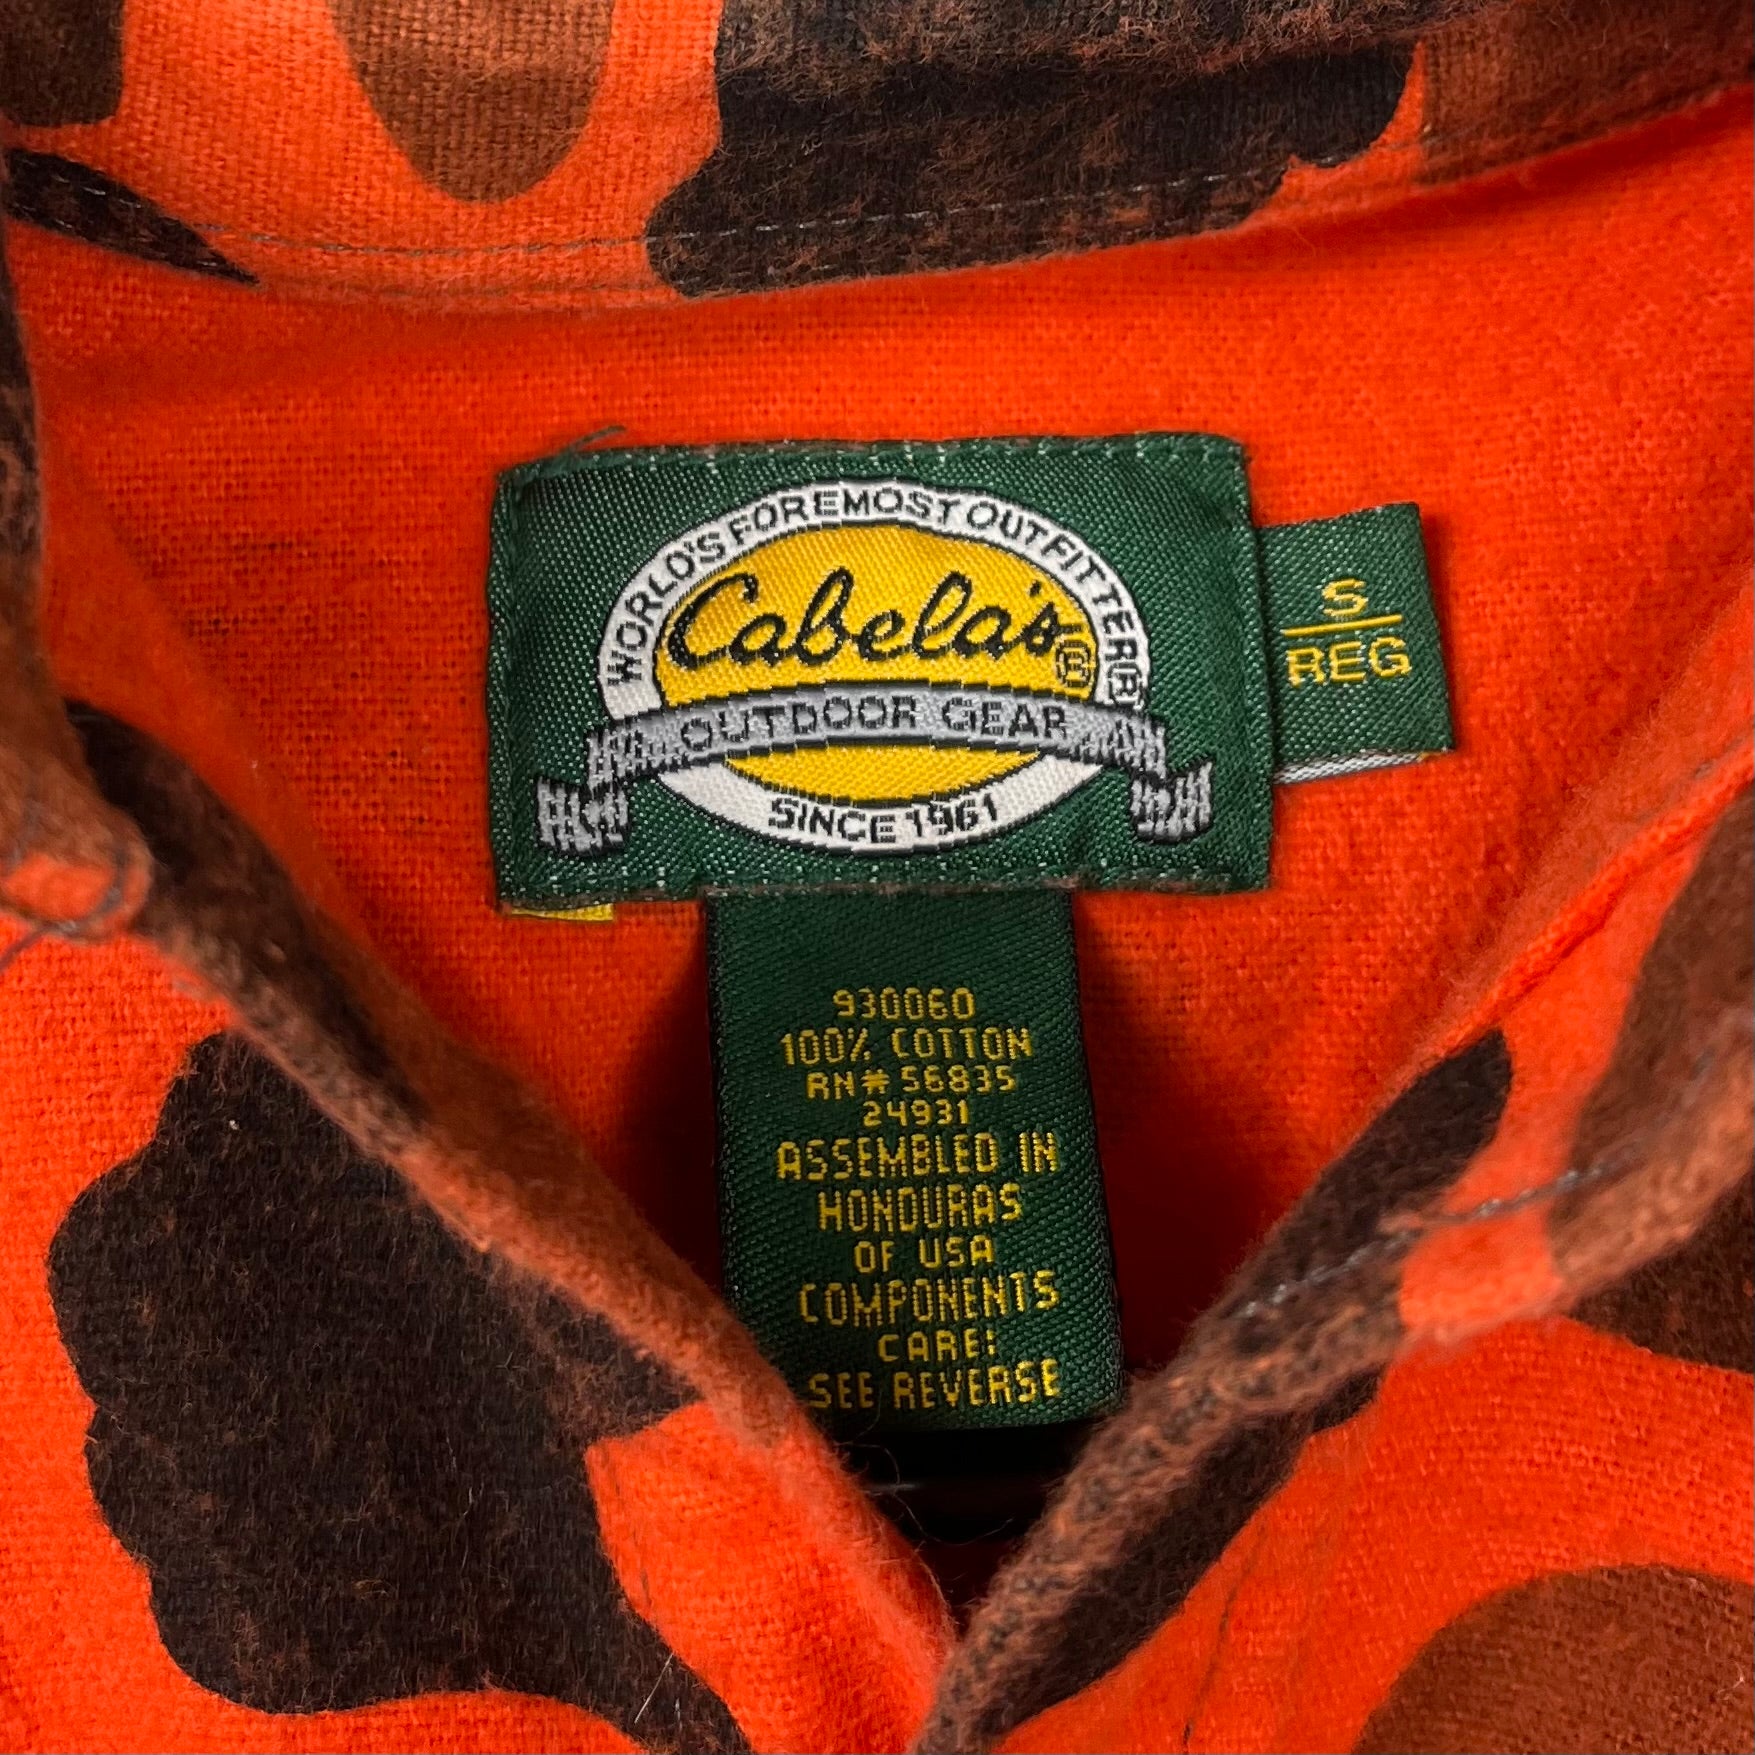 WORLD'S FOREMOST OUTFITTER®
Cabela's®
OUTDOOR GEAR
SINCE 1961
S
REG
930060
100% COTTON
RN# 56835
24931
ASSEMBLED IN
HONDURAS
OF USA
COMPONENTS
CARE:
SEE REVERSE